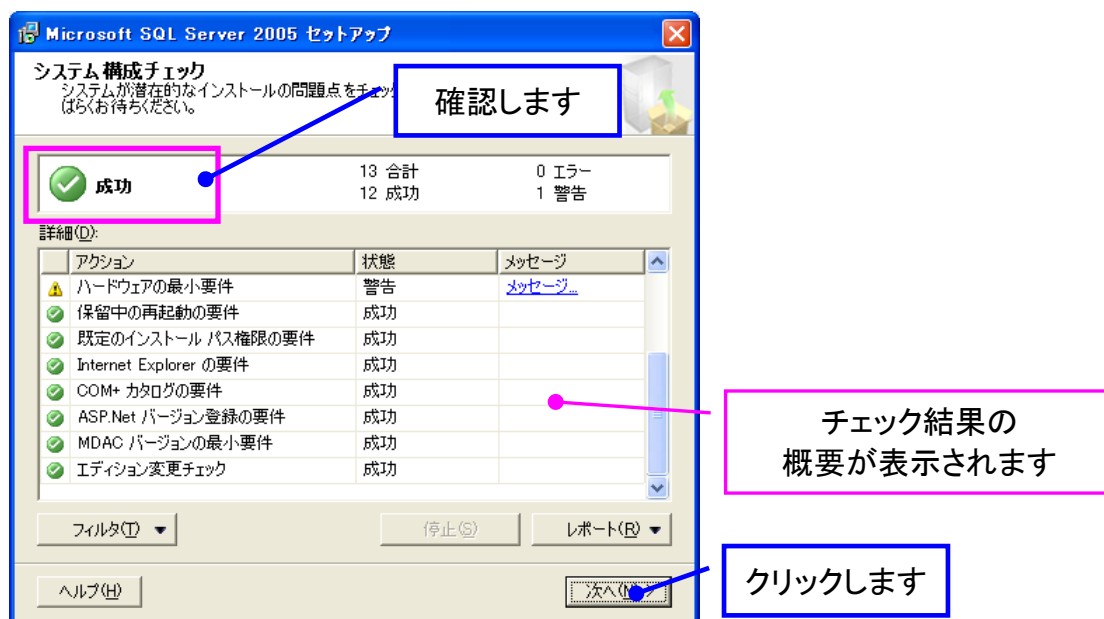 Microsoft SQL Server 2005 セットアップ
システム構成チェック
システムが潜在的なインストールの問題点をチェッ
ばらくお待ちください。
確認します
成功
13 合計
0 エラー
12 成功
1 警告
詳細(D):
アクション 状態 メッセージ
ハードウェアの最小要件 警告 メッセージ...
保留中の再起動の要件 成功
既定のインストール パス権限の要件 成功
Internet Explorer の要件 成功
COM+ カタログの要件 成功
ASP.Net バージョン登録の要件 成功
MDAC バージョンの最小要件 成功
エディション変更チェック 成功
チェック結果の
概要が表示されます
フィルタ(T) 停止(S) レポート(R)
ヘルプ(H) 次へ(N) >
クリックします